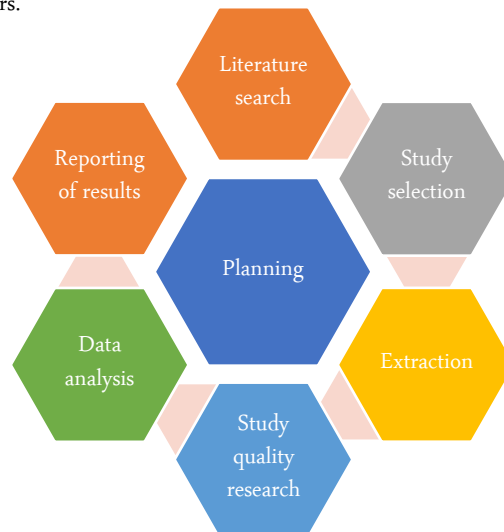 rs.
Literature
search
Reporting
of results
Study
selection
Planning
Data
analysis
Extraction
Study
quality
research